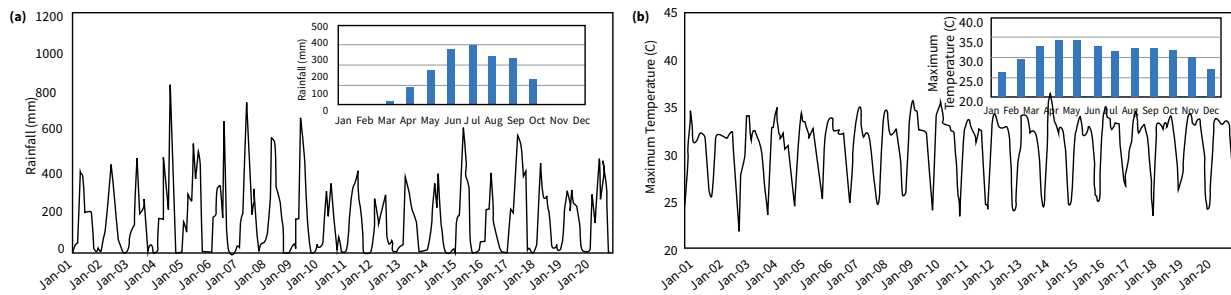 (a)
1200
1000
800
600
400
200
0
Rainfall (mm)
500
400
300
200
100
0
Rainfall (mm)
Jan Feb Mar Apr May Jun Jul Aug Sep Oct Nov Dec
Jan-01 Jan-02 Jan-03 Jan-04 Jan-05 Jan-06 Jan-07 Jan-08 Jan-09 Jan-10 Jan-11 Jan-12 Jan-13 Jan-14 Jan-15 Jan-16 Jan-17 Jan-18 Jan-19 Jan-20
(b)
45
40
35
30
25
20
Maximum Temperature (C)
40.0
35.0
30.0
25.0
20.0
Maximum
Temperature (C)
Jan Feb Mar Apr May Jun Jul Aug Sep Oct Nov Dec
Jan-01 Jan-02 Jan-03 Jan-04 Jan-05 Jan-06 Jan-07 Jan-08 Jan-09 Jan-10 Jan-11 Jan-12 Jan-13 Jan-14 Jan-15 Jan-16 Jan-17 Jan-18 Jan-19 Jan-20